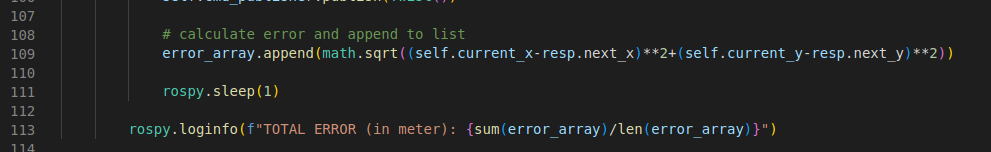 107
108 # calculate error and append to list
109 error_array.append(math.sqrt((self.current_x-resp.next_x)**2+(self.current_y-resp.next_y)**2))
110
111 rospy.sleep(1)
112
113 rospy.loginfo(f"TOTAL ERROR (in meter): {sum(error_array)/len(error_array)}")
114